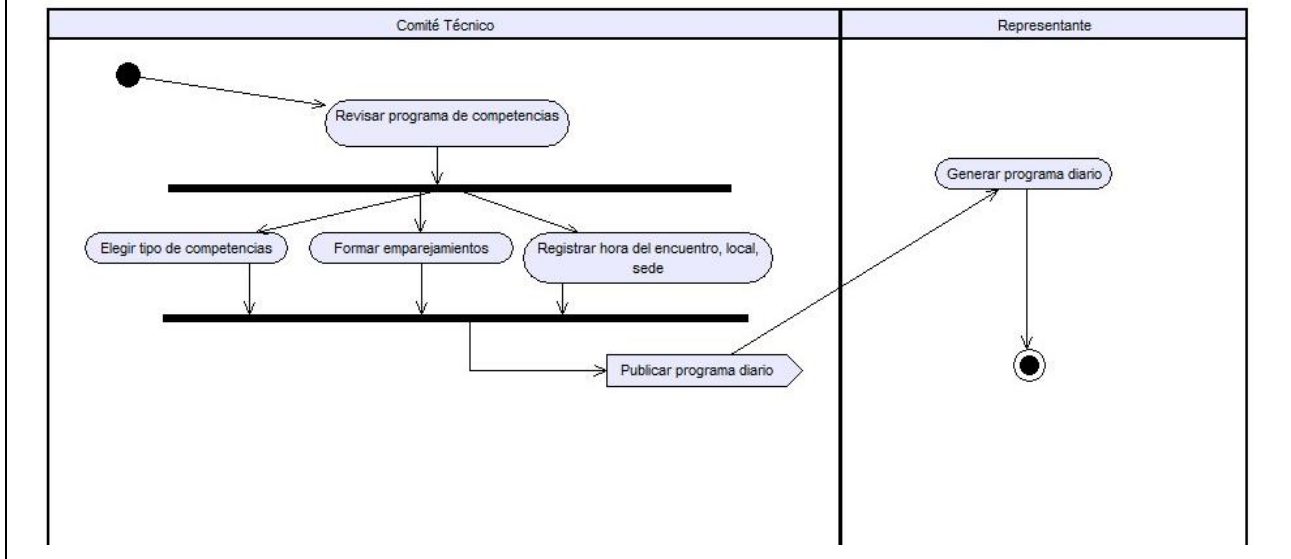 Comité Técnico
Representante
Revisar programa de competencias
Generar programa diario
Elegir tipo de competencias
Formar emparejamientos
Registrar hora del encuentro, local,
sede
Publicar programa diario